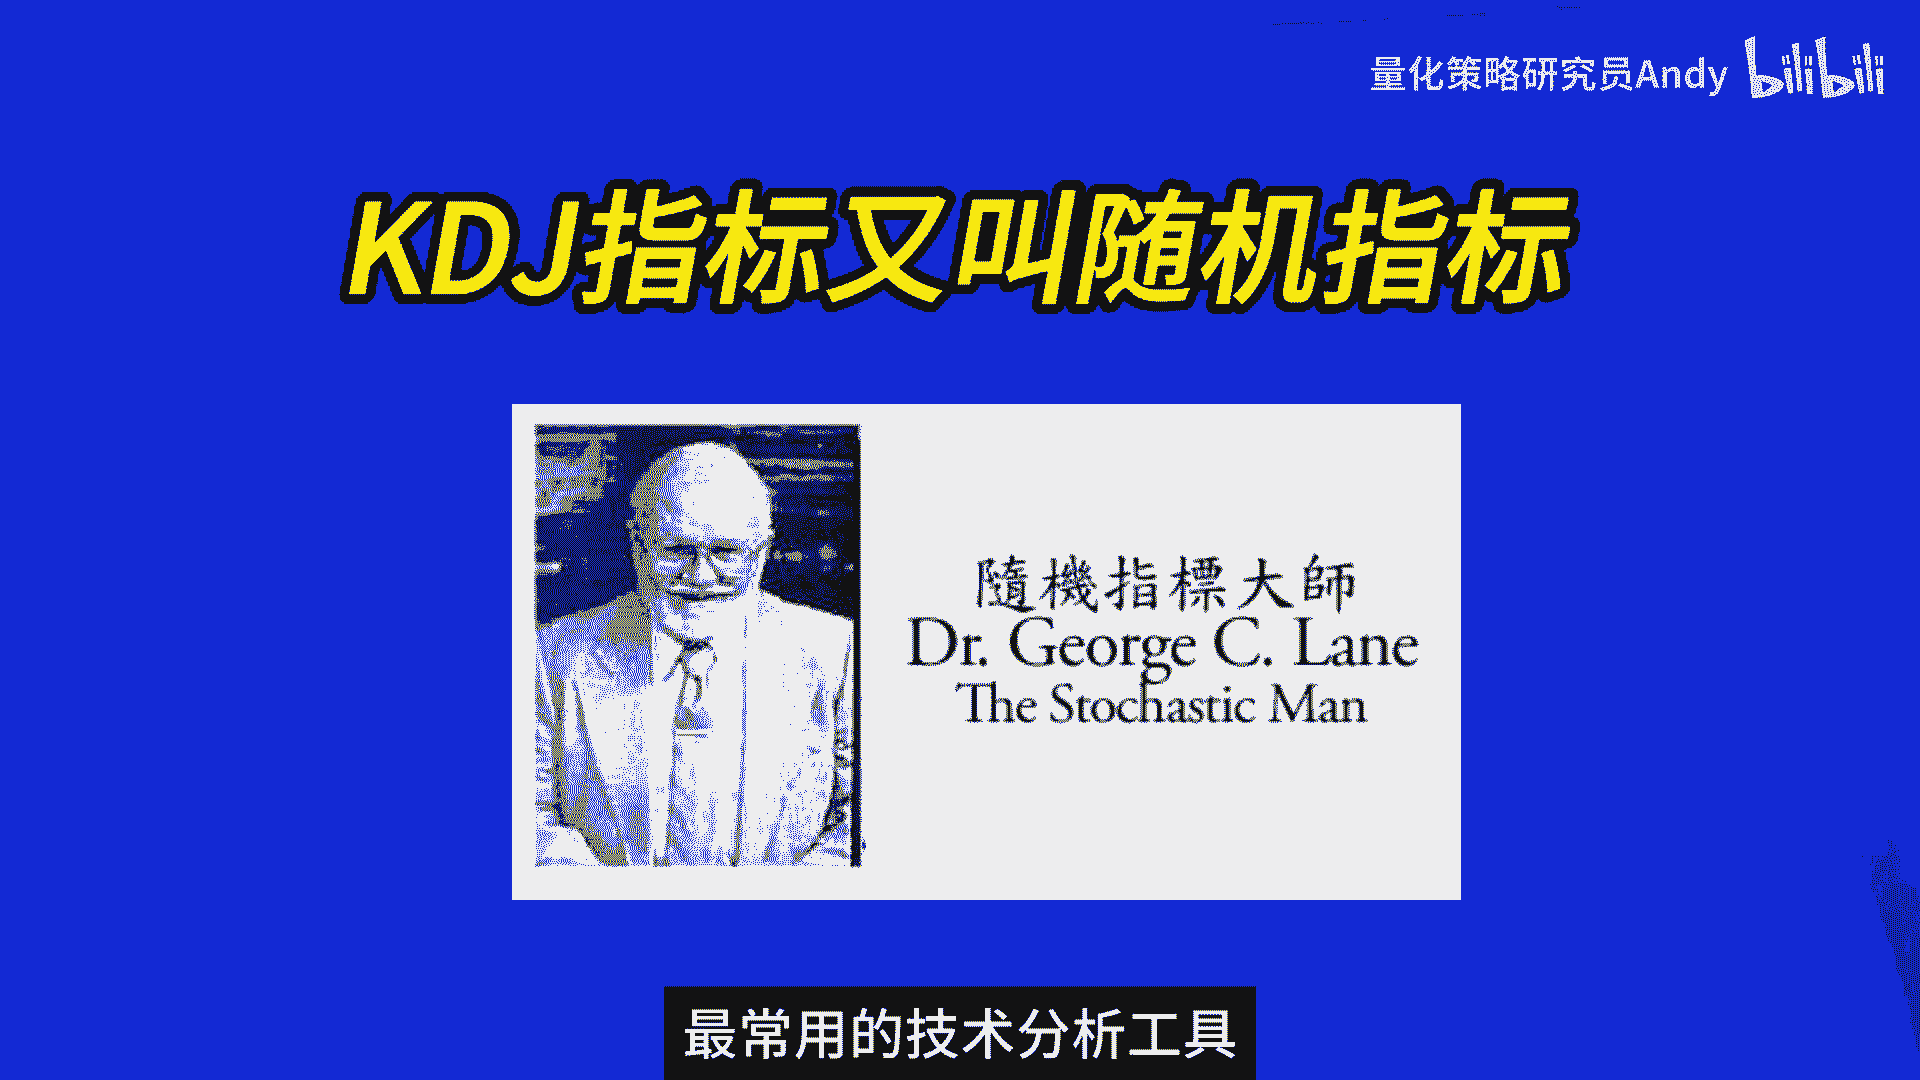 量化策略研究员Andy bilibili
KDJ指标又叫随机指标
隨機指標大師
Dr. George C. Lane
The Stochastic Man
最常用的技术分析工具